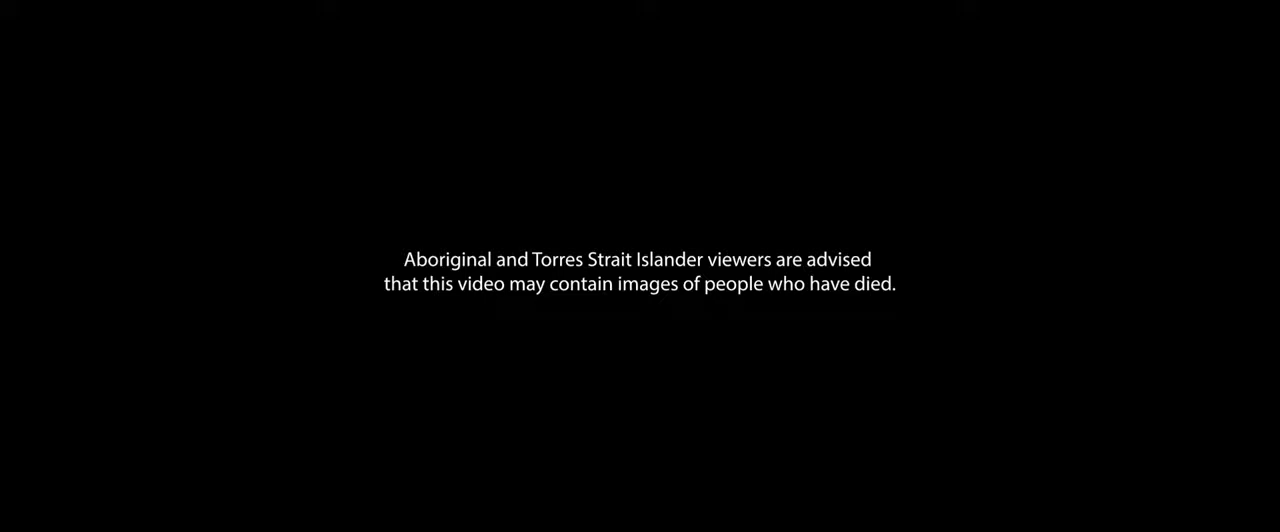 Aboriginal and Torres Strait Islander viewers are advised
that this video may contain images of people who have died.